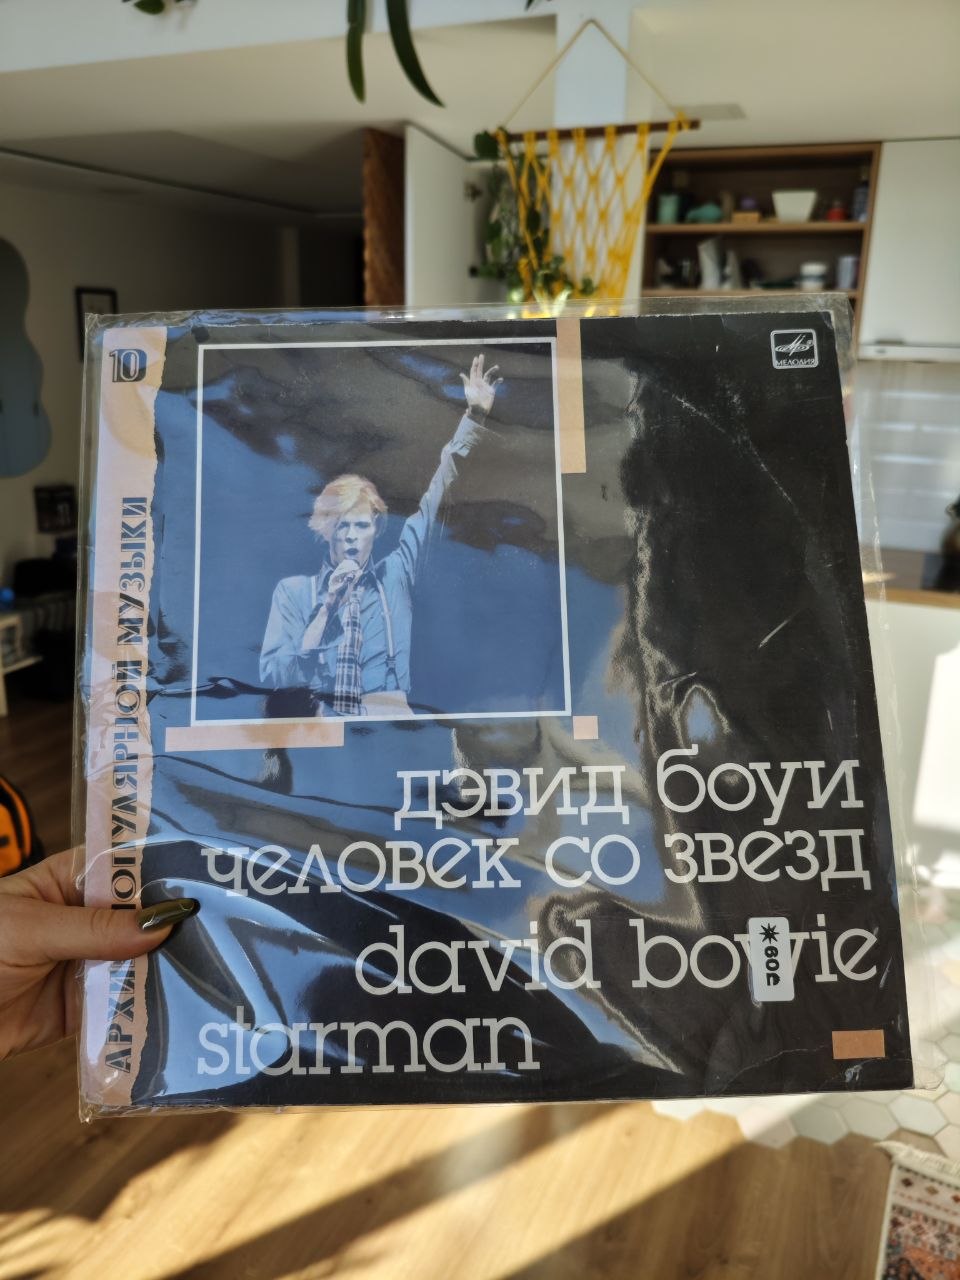 10
МЕЛОДИЯ
АРХИВ ПОПУЛЯРНОЙ МУЗЫКИ
дэвид боуи
человек со звезд
david bowie
starman